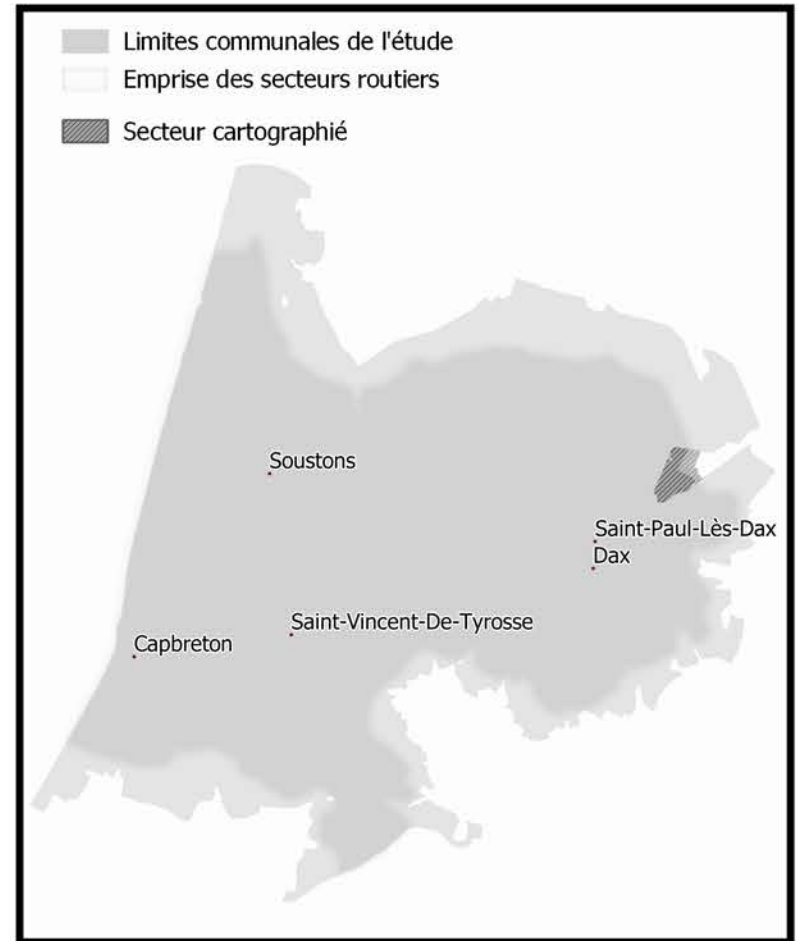 Limites communales de l'étude
Emprise des secteurs routiers
Secteur cartographié
Soustons
Saint-Paul-Lès-Dax
Dax
Saint-Vincent-De-Tyrosse
Capbreton